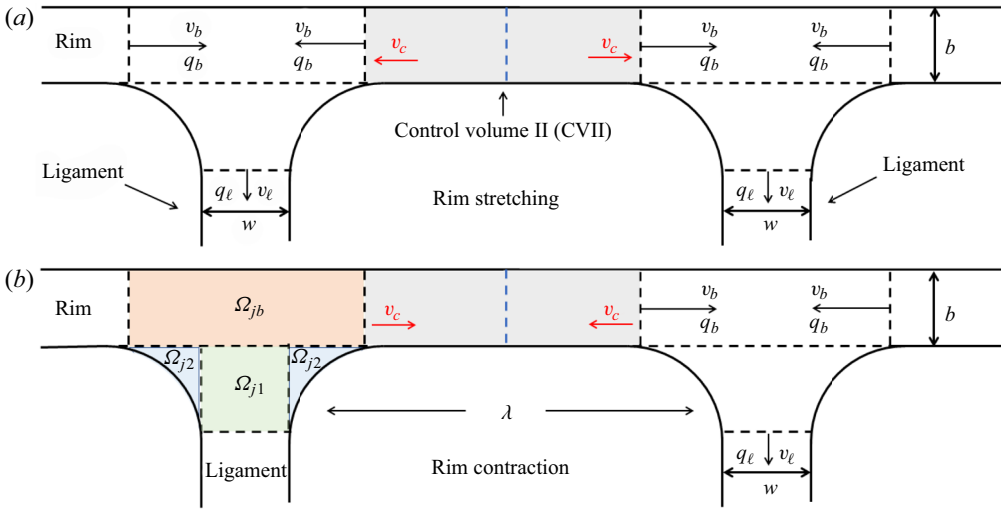 (a)
Rim v_b v_b v_c v_c v_b v_b b
q_b q_b q_b q_b
Control volume II (CVII)
Ligament Ligament
q_ℓ v_ℓ Rim stretching q_ℓ v_ℓ
w w
(b)
Rim Ω_jb v_c v_c v_b v_b b
q_b q_b
Ω_j2 Ω_j2
Ω_j1
λ
Ligament Rim contraction q_ℓ v_ℓ
w